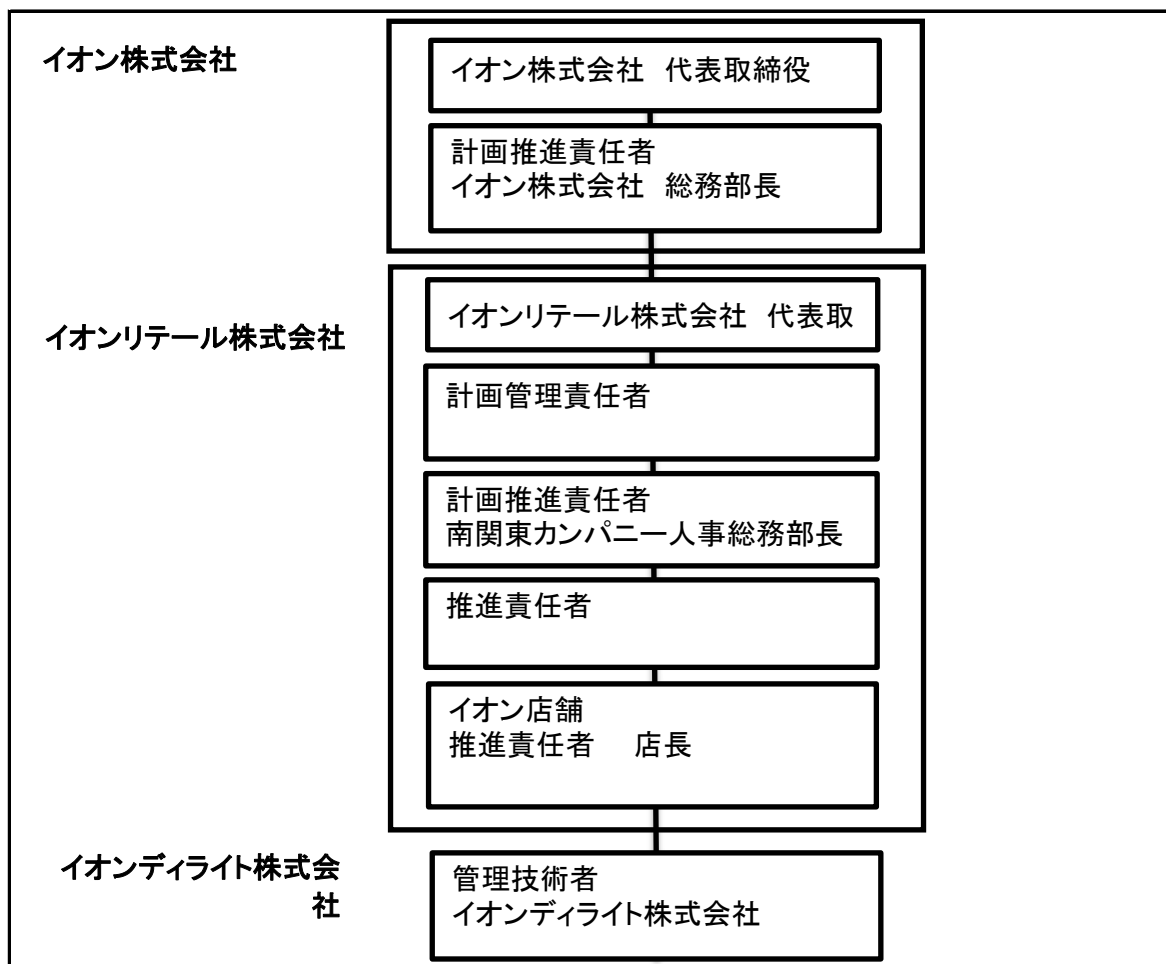 イオン株式会社
イオン株式会社　代表取締役
計画推進責任者
イオン株式会社　総務部長
イオンリテール株式会社
イオンリテール株式会社　代表取
計画管理責任者
計画推進責任者
南関東カンパニー人事総務部長
推進責任者
イオン店舗
推進責任者　　店長
イオンディライト株式会
社
管理技術者
イオンディライト株式会社